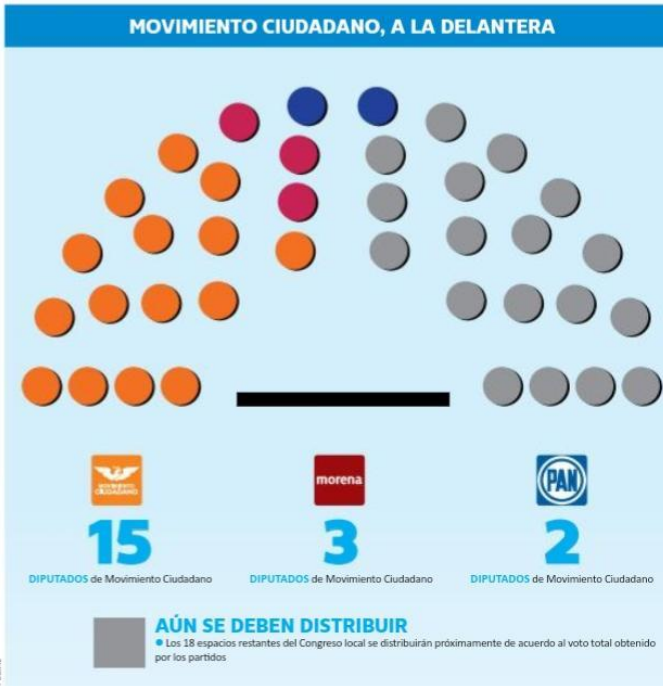 MOVIMIENTO CIUDADANO, A LA DELANTERA
MOVIMIENTO
CIUDADANO
morena
PAN
15
3
2
DIPUTADOS de Movimiento Ciudadano
DIPUTADOS de Movimiento Ciudadano
DIPUTADOS de Movimiento Ciudadano
AÚN SE DEBEN DISTRIBUIR
● Los 18 espacios restantes del Congreso local se distribuirán próximamente de acuerdo al voto total obtenido
por los partidos